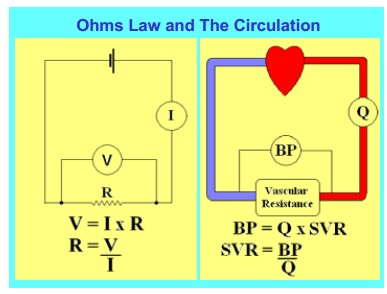 Ohms Law and The Circulation
I
V
R
V = I x R
R = V
I
Q
BP
Vascular
Resistance
BP = Q x SVR
SVR = BP
Q